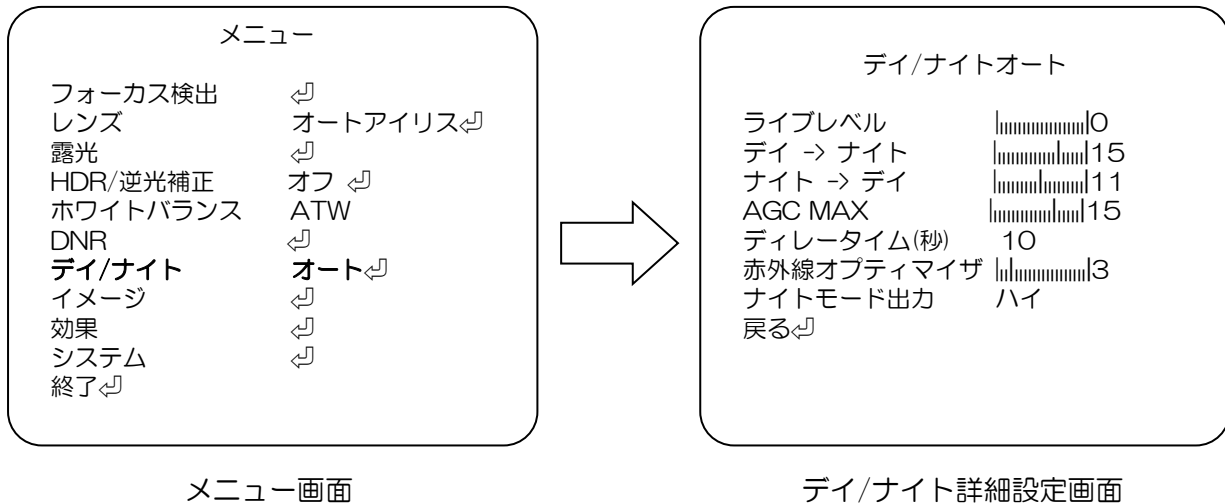 メニュー
フォーカス検出 ⏎
レンズ オートアイリス⏎
露光 ⏎
HDR/逆光補正 オフ ⏎
ホワイトバランス ATW
DNR ⏎
デイ/ナイト オート⏎
イメージ ⏎
効果 ⏎
システム ⏎
終了⏎
メニュー画面
デイ/ナイトオート
ライブレベル 0
デイ -> ナイト 15
ナイト -> デイ 11
AGC MAX 15
ディレータイム(秒) 10
赤外線オプティマイザ 3
ナイトモード出力 ハイ
戻る⏎
デイ/ナイト詳細設定画面